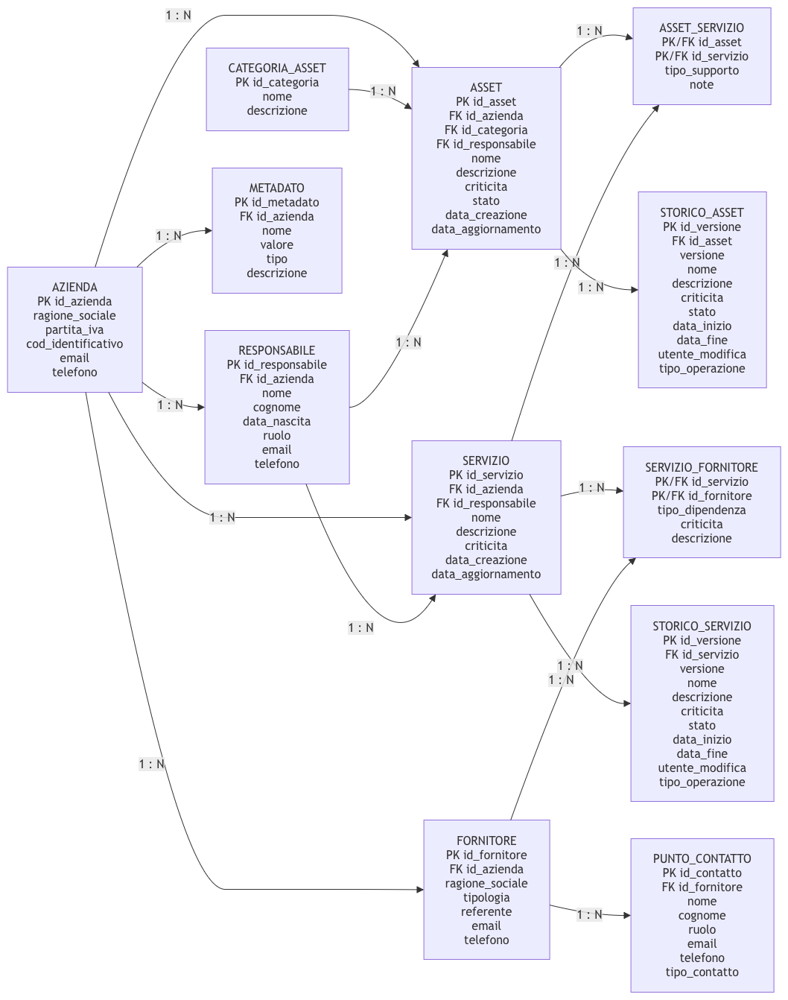 1 : N
CATEGORIA_ASSET
PK id_categoria
nome
descrizione
1 : N
ASSET
PK id_asset
FK id_azienda
FK id_categoria
FK id_responsabile
nome
descrizione
criticita
stato
data_creazione
data_aggiornamento
1 : N
ASSET_SERVIZIO
PK/FK id_asset
PK/FK id_servizio
tipo_supporto
note
METADATO
PK id_metadato
FK id_azienda
nome
valore
tipo
descrizione
1 : N
STORICO_ASSET
PK id_versione
FK id_asset
versione
nome
descrizione
criticita
stato
data_inizio
data_fine
utente_modifica
tipo_operazione
1 : N
1 : N
AZIENDA
PK id_azienda
ragione_sociale
partita_iva
cod_identificativo
email
telefono
1 : N
RESPONSABILE
PK id_responsabile
FK id_azienda
nome
cognome
data_nascita
ruolo
email
telefono
1 : N
1 : N
SERVIZIO
PK id_servizio
FK id_azienda
FK id_responsabile
nome
descrizione
criticita
data_creazione
data_aggiornamento
1 : N
SERVIZIO_FORNITORE
PK/FK id_servizio
PK/FK id_fornitore
tipo_dipendenza
criticita
descrizione
1 : N
1 : N
1 : N
STORICO_SERVIZIO
PK id_versione
FK id_servizio
versione
nome
descrizione
criticita
stato
data_inizio
data_fine
utente_modifica
tipo_operazione
1 : N
1 : N
FORNITORE
PK id_fornitore
FK id_azienda
ragione_sociale
tipologia
referente
email
telefono
1 : N
PUNTO_CONTATTO
PK id_contatto
FK id_fornitore
nome
cognome
ruolo
email
telefono
tipo_contatto